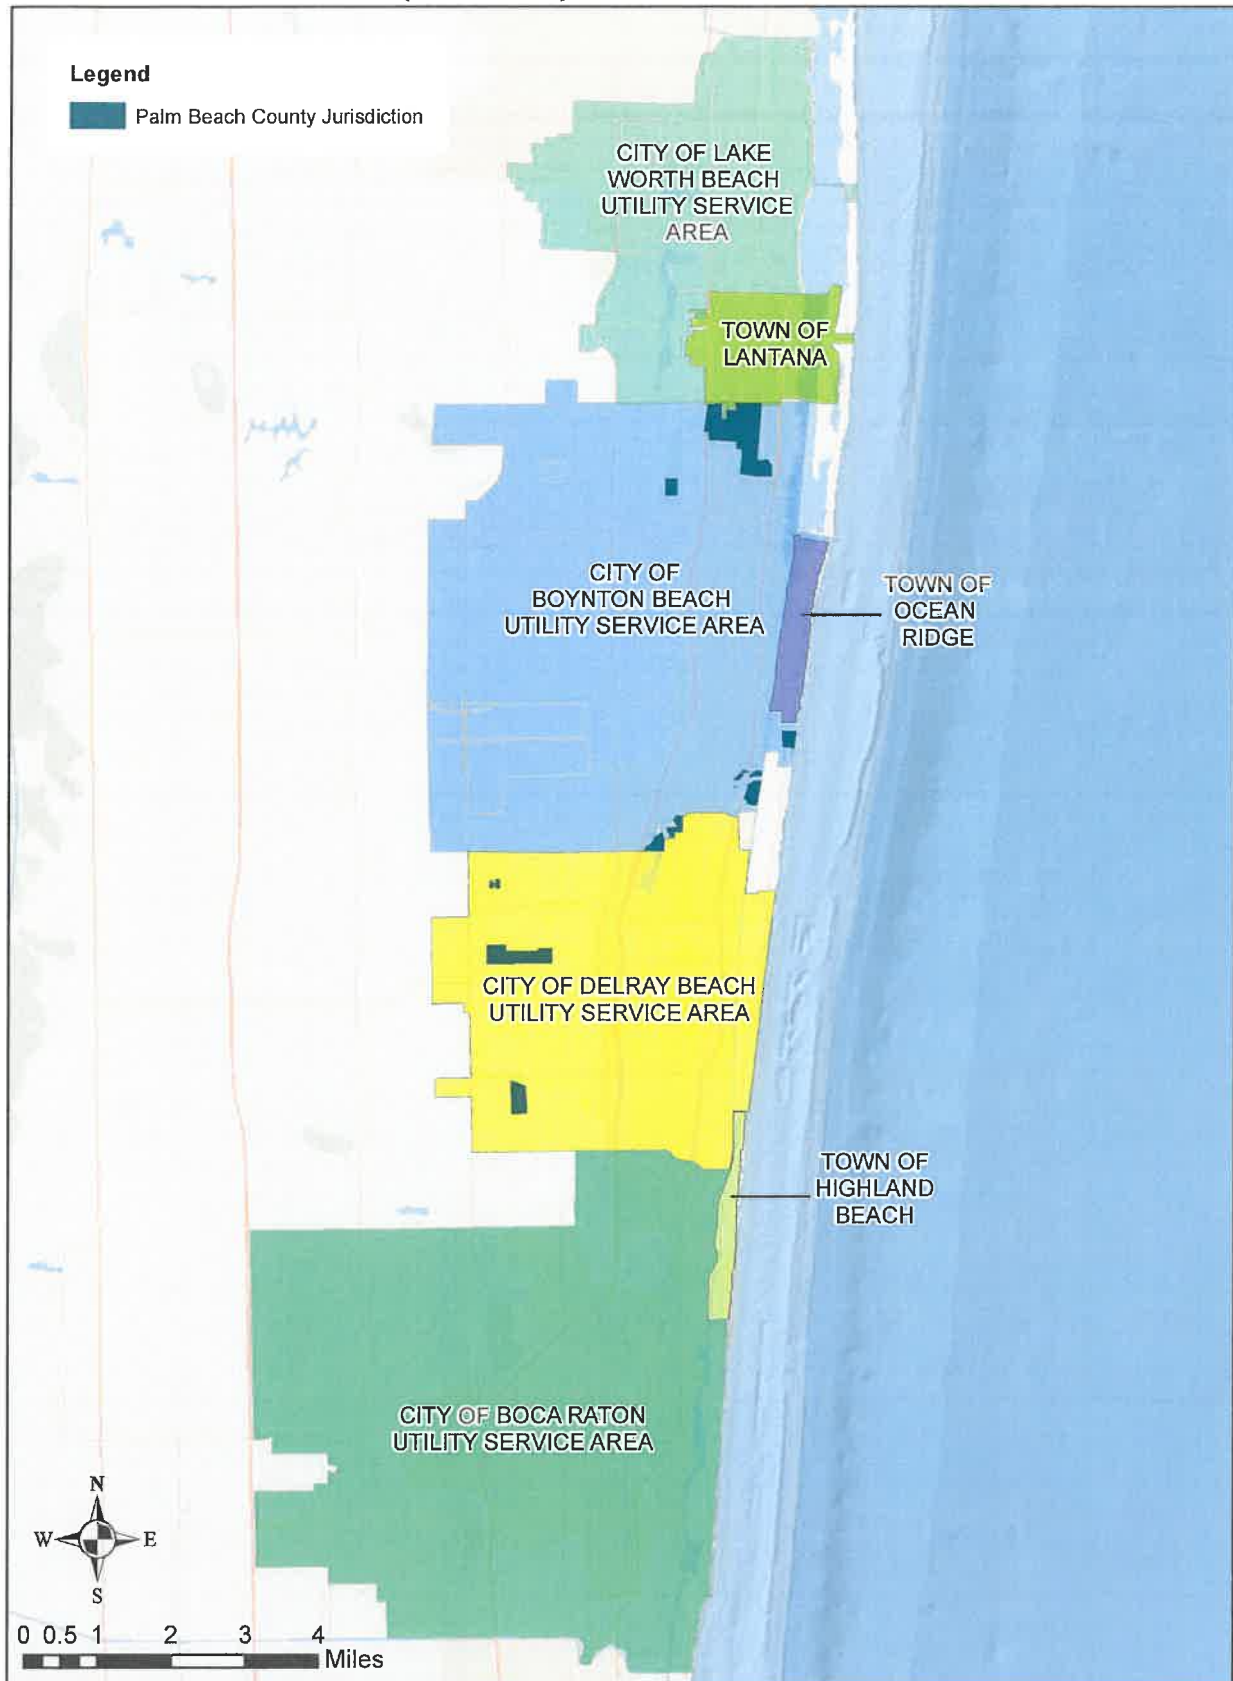 Legend
Palm Beach County Jurisdiction
CITY OF LAKE
WORTH BEACH
UTILITY SERVICE
AREA
TOWN OF
LANTANA
CITY OF
BOYNTON BEACH
UTILITY SERVICE AREA
TOWN OF
OCEAN
RIDGE
CITY OF DELRAY BEACH
UTILITY SERVICE AREA
TOWN OF
HIGHLAND
BEACH
CITY OF BOCA RATON
UTILITY SERVICE AREA
N
W E
S
0 0.5 1 2 3 4
Miles